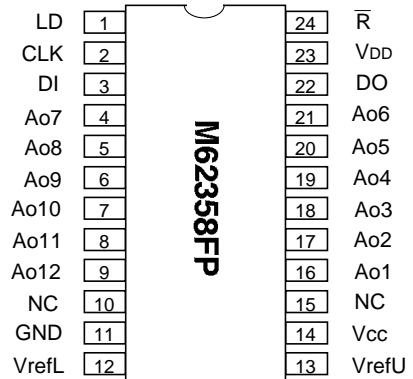 LD 1 24 R̅
CLK 2 23 VDD
DI 3 22 DO
Ao7 4 21 Ao6
Ao8 5 20 Ao5
Ao9 6 19 Ao4
Ao10 7 18 Ao3
Ao11 8 17 Ao2
Ao12 9 16 Ao1
NC 10 15 NC
GND 11 14 Vcc
VrefL 12 13 VrefU
M62358FP